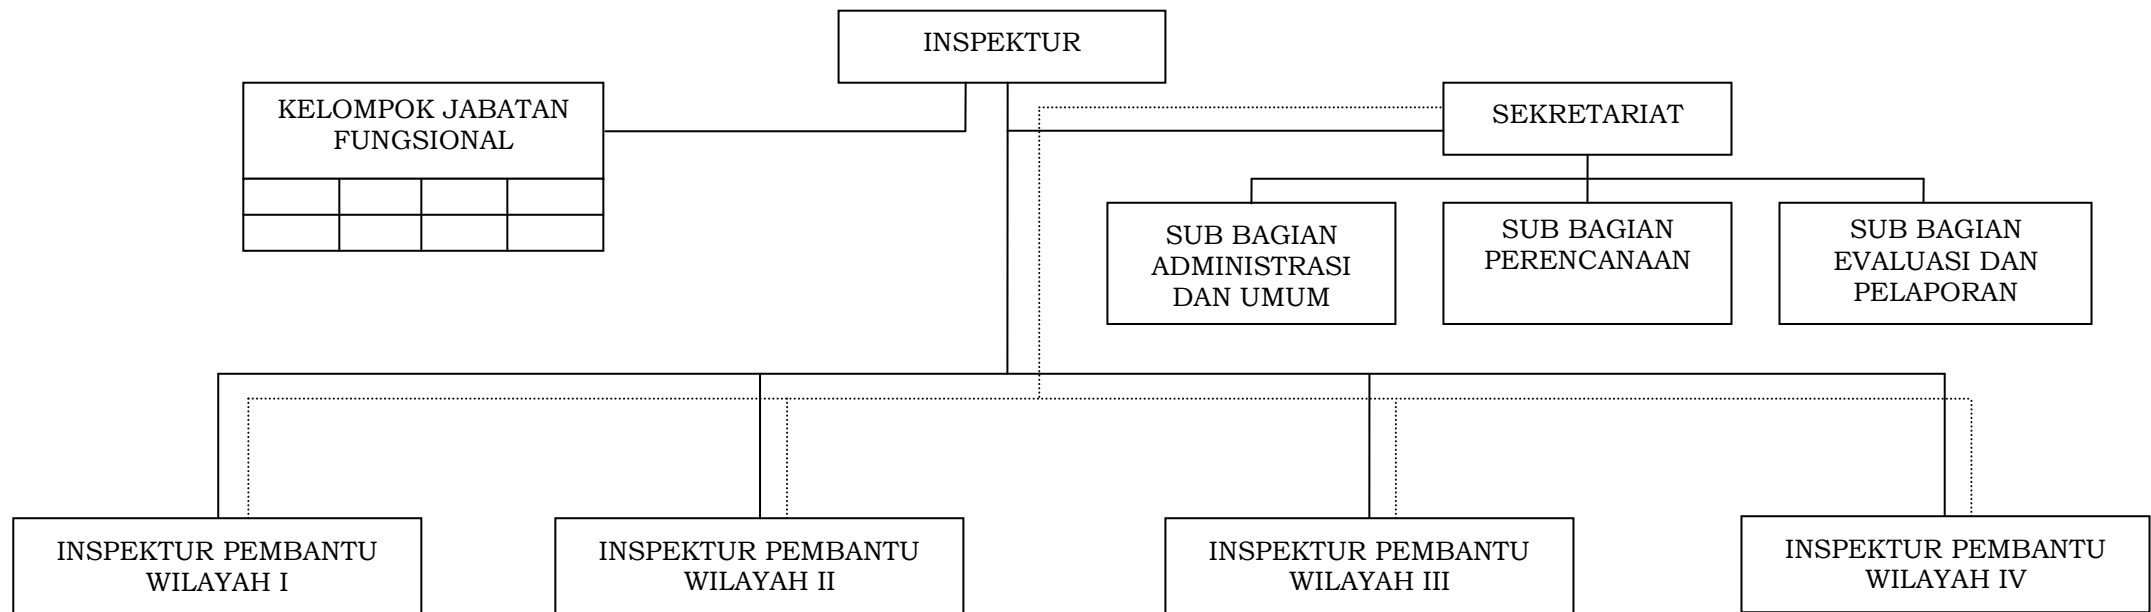 INSPEKTUR
KELOMPOK JABATAN
FUNGSIONAL
SEKRETARIAT
SUB BAGIAN
ADMINISTRASI
DAN UMUM
SUB BAGIAN
PERENCANAAN
SUB BAGIAN
EVALUASI DAN
PELAPORAN
INSPEKTUR PEMBANTU
WILAYAH I
INSPEKTUR PEMBANTU
WILAYAH II
INSPEKTUR PEMBANTU
WILAYAH III
INSPEKTUR PEMBANTU
WILAYAH IV